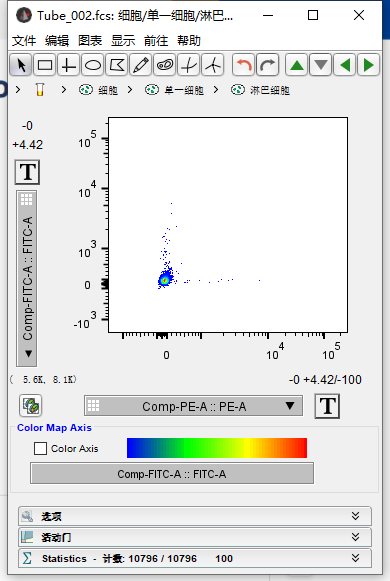 Tube_002.fcs: 细胞/单一细胞/淋巴...
文件 编辑 图表 显示 前往 帮助
细胞 单一细胞 淋巴细胞
-0
+4.42
T
Comp-FITC-A :: FITC-A
10^5
10^4
10^3
0
-10^3
0 10^4 10^5
( 5.6K, 8.1K)
-0 +4.42/-100
Comp-PE-A :: PE-A
T
Color Map Axis
Color Axis
Comp-FITC-A :: FITC-A
选项
活动门
Σ Statistics - 计数: 10796 / 10796 100